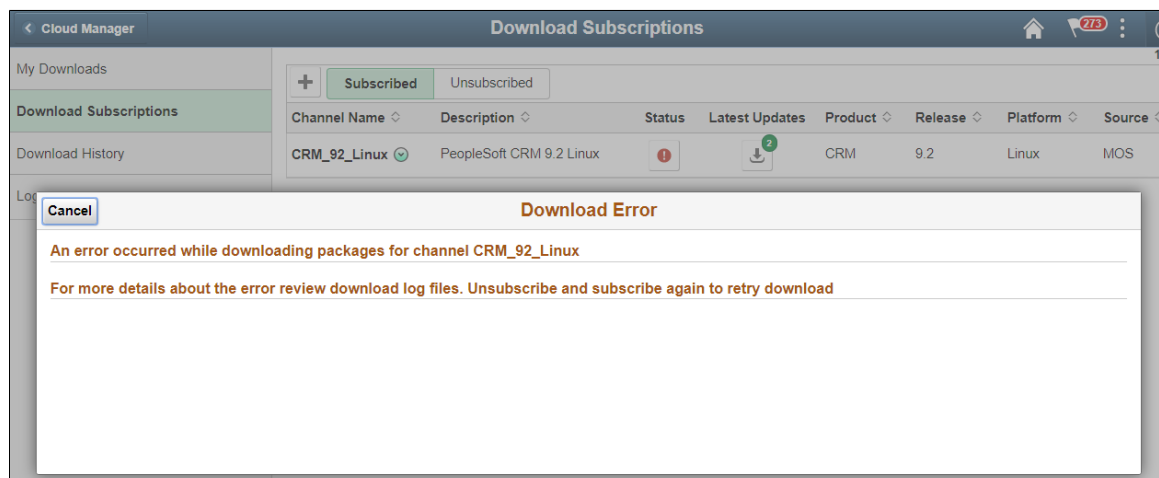 Cloud Manager Download Subscriptions 273
My Downloads
+ Subscribed Unsubscribed
Download Subscriptions
Channel Name Description Status Latest Updates Product Release Platform Source
Download History
CRM_92_Linux PeopleSoft CRM 9.2 Linux 2 CRM 9.2 Linux MOS
Log
Cancel Download Error
An error occurred while downloading packages for channel CRM_92_Linux
For more details about the error review download log files. Unsubscribe and subscribe again to retry download